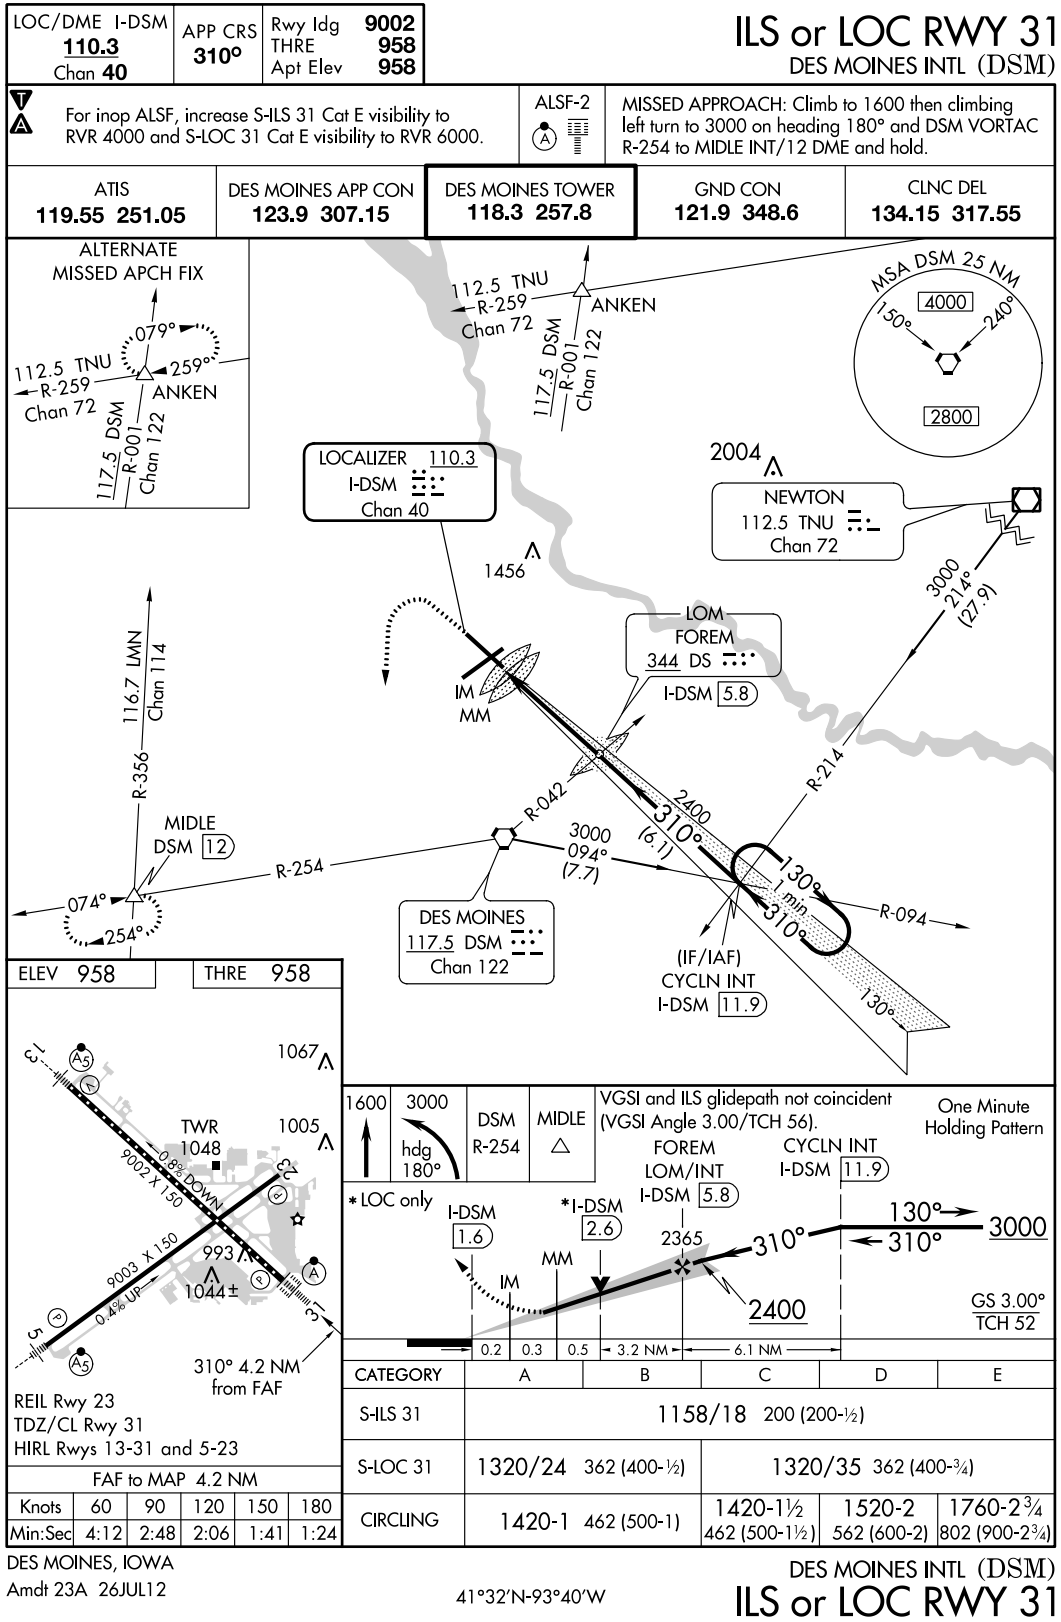 LOC/DME I-DSM
110.3
Chan 40
APP CRS
310°
Rwy ldg 9002
THRE 958
Apt Elev 958
ILS or LOC RWY 31
DES MOINES INTL (DSM)
T
A
For inop ALSF, increase S-ILS 31 Cat E visibility to
RVR 4000 and S-LOC 31 Cat E visibility to RVR 6000.
ALSF-2
A
MISSED APPROACH: Climb to 1600 then climbing
left turn to 3000 on heading 180° and DSM VORTAC
R-254 to MIDLE INT/12 DME and hold.
ATIS
119.55 251.05
DES MOINES APP CON
123.9 307.15
DES MOINES TOWER
118.3 257.8
GND CON
121.9 348.6
CLNC DEL
134.15 317.55
ALTERNATE
MISSED APCH FIX
079°
259°
112.5 TNU
R-259
Chan 72
ANKEN
117.5 DSM
R-001
Chan 122
112.5 TNU
R-259
Chan 72
ANKEN
117.5 DSM
R-001
Chan 122
MSA DSM 25 NM
4000
150°
240°
2800
LOCALIZER 110.3
I-DSM
Chan 40
2004
NEWTON
112.5 TNU
Chan 72
1456
3000
214°
(27.9)
LOM
FOREM
344 DS
I-DSM 5.8
IM
MM
116.7 LMN
Chan 114
R-356
R-214
MIDLE
DSM 12
R-042
2400
310°
(6.1)
3000
094°
(7.7)
R-254
130°
1 min
310°
R-094
074°
254°
DES MOINES
117.5 DSM
Chan 122
(IF/IAF)
CYCLN INT
I-DSM 11.9
130°
ELEV 958
THRE 958
13
A5
V
1067
1005
TWR
1048
0.8% DOWN
9002 X 150
23
P
9003 X 150
0.4% UP
993
1044±
P
A
P
5
A5
31
310° 4.2 NM
from FAF
REIL Rwy 23
TDZ/CL Rwy 31
HIRL Rwys 13-31 and 5-23
FAF to MAP 4.2 NM
Knots 60 90 120 150 180
Min:Sec 4:12 2:48 2:06 1:41 1:24
1600
3000
hdg
180°
DSM
R-254
MIDLE
VGSI and ILS glidepath not coincident
(VGSI Angle 3.00/TCH 56).
One Minute
Holding Pattern
FOREM
LOM/INT
I-DSM 5.8
CYCLN INT
I-DSM 11.9
*LOC only
I-DSM
1.6
*I-DSM
2.6
2365
310°
130°
310°
3000
MM
IM
2400
GS 3.00°
TCH 52
0.2 0.3 0.5 3.2 NM 6.1 NM
CATEGORY A B C D E
S-ILS 31 1158/18 200 (200-½)
S-LOC 31 1320/24 362 (400-½) 1320/35 362 (400-¾)
CIRCLING 1420-1 462 (500-1) 1420-1½ 462 (500-1½) 1520-2 562 (600-2) 1760-2¾ 802 (900-2¾)
DES MOINES, IOWA
Amdt 23A 26JUL12
41°32'N-93°40'W
DES MOINES INTL (DSM)
ILS or LOC RWY 31